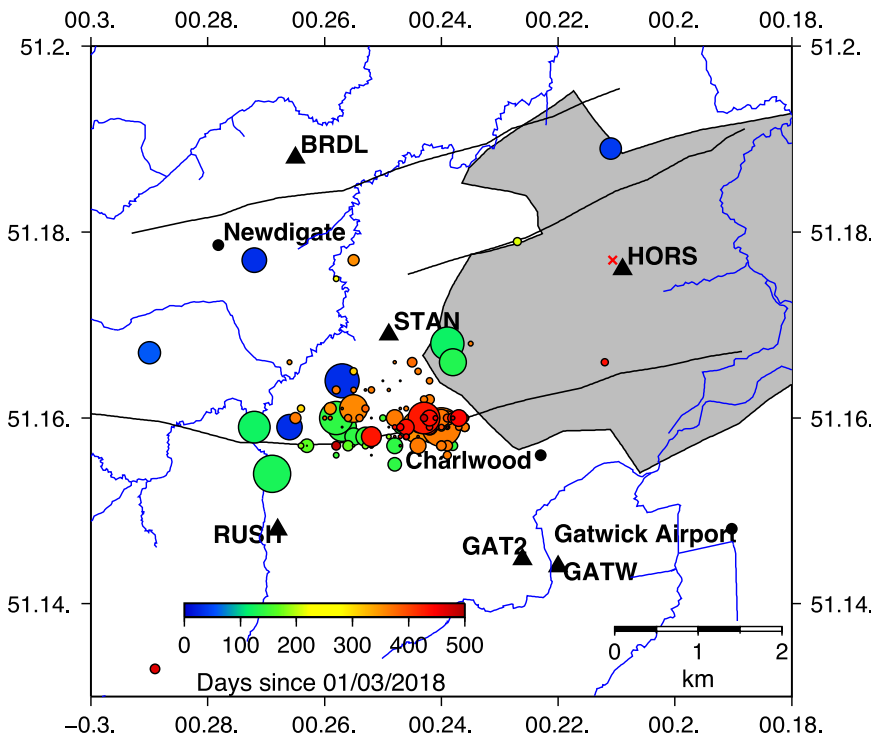 00.3. 00.28. 00.26. 00.24. 00.22. 00.2. 00.18.
51.2. 51.2.
BRDL
Newdigate
51.18. 51.18.
HORS
STAN
51.16. 51.16.
Charlwood
RUSH
GAT2 Gatwick Airport
GATW
51.14. 51.14.
0 100 200 300 400 500
0 1 2
km
Days since 01/03/2018
−0.3. 00.28. 00.26. 00.24. 00.22. 00.2. 00.18.